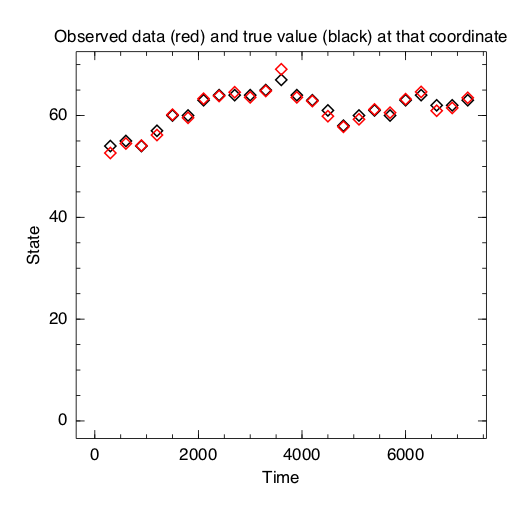 Observed data (red) and true value (black) at that coordinate
60
40
20
0
State
0 2000 4000 6000
Time